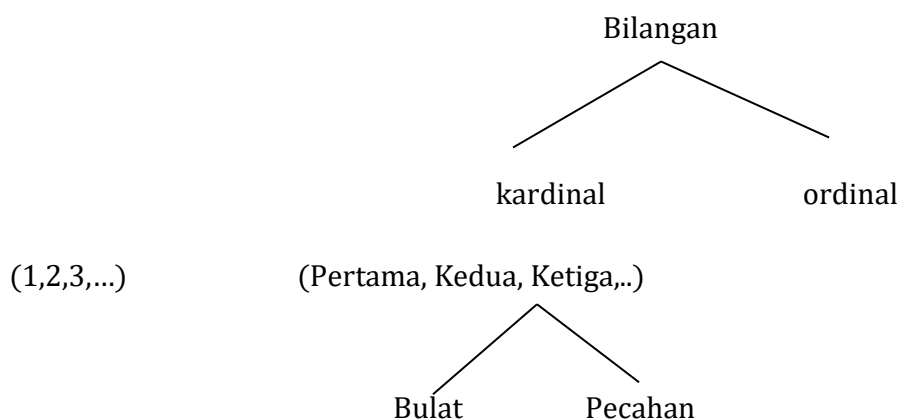 Bilangan
kardinal ordinal
(1,2,3,...) (Pertama, Kedua, Ketiga,..)
Bulat Pecahan